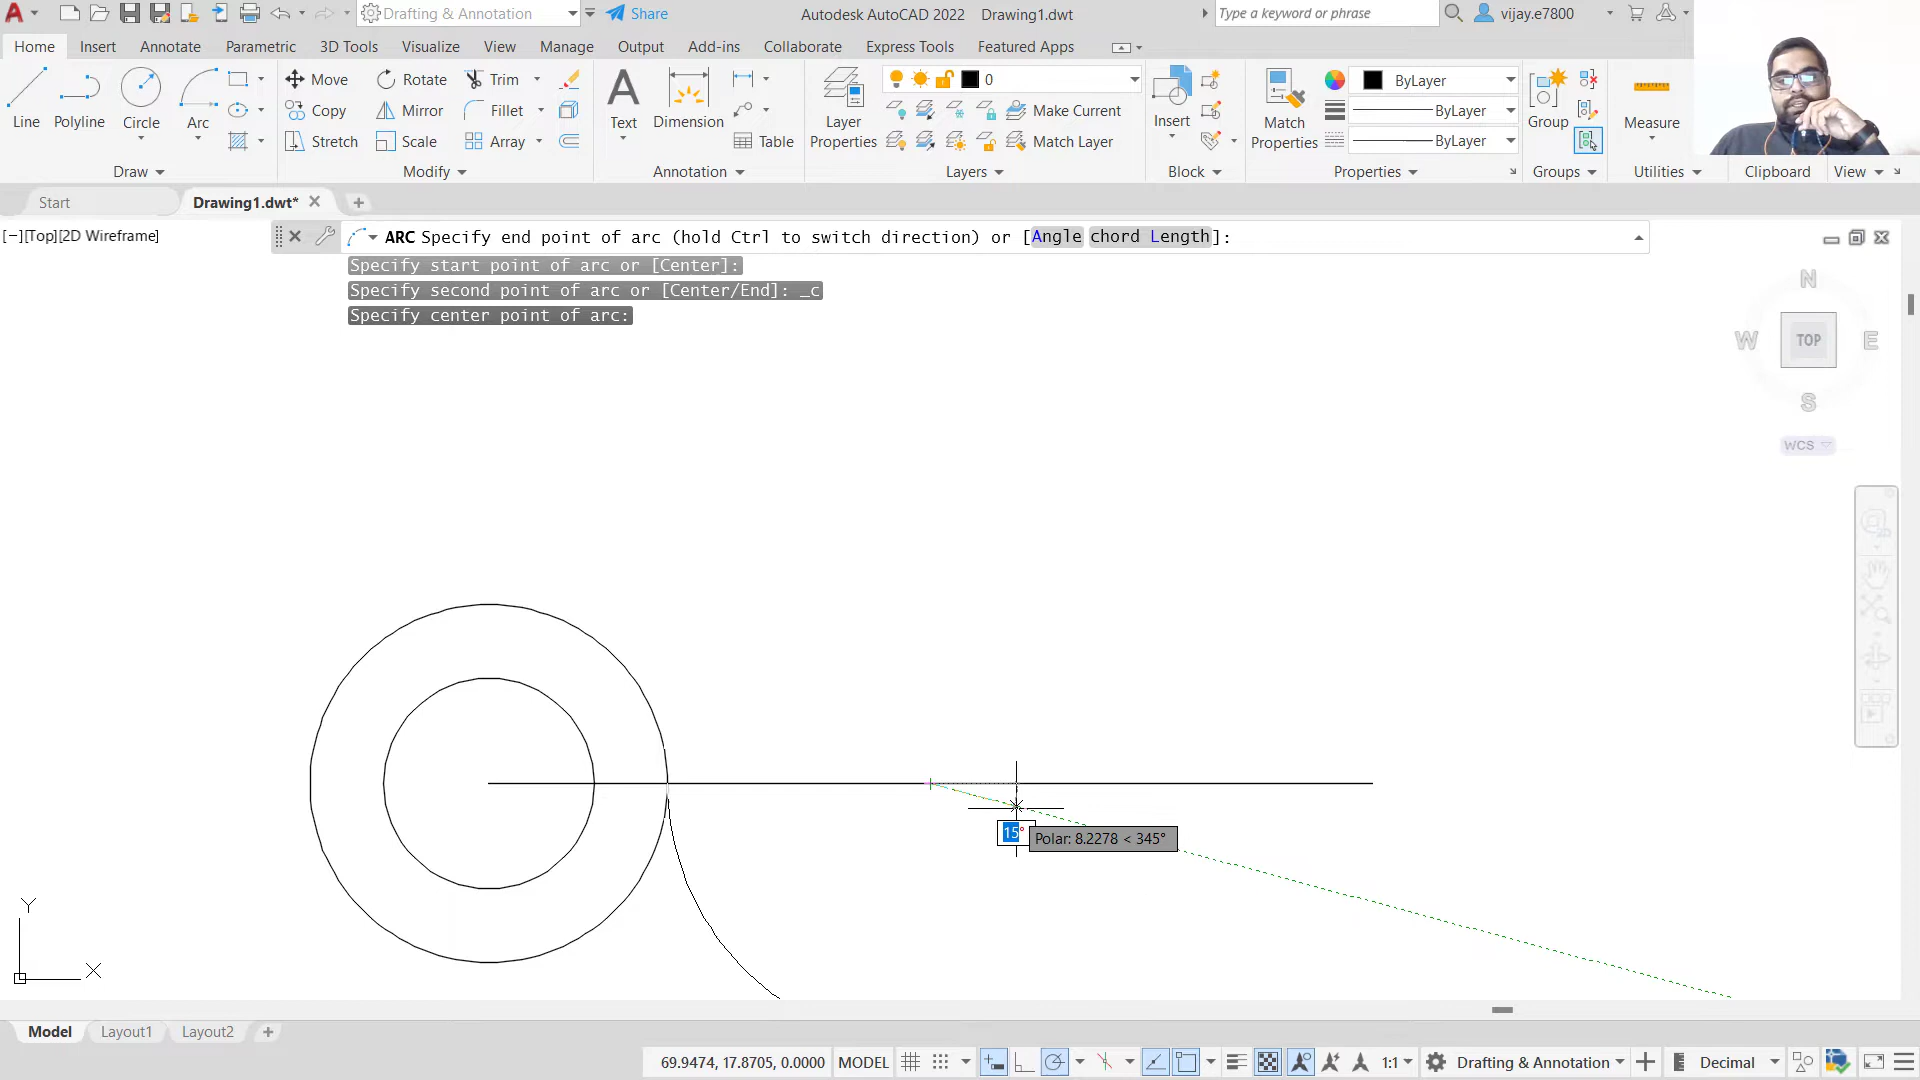 A Drafting & Annotation Share Autodesk AutoCAD 2022 Drawing1.dwt Type a keyword or phrase vijay.e7800
Home Insert Annotate Parametric 3D Tools Visualize View Manage Output Add-ins Collaborate Express Tools Featured Apps
Line Polyline Circle Arc
Move Rotate Trim
Copy Mirror Fillet
Stretch Scale Array
Text Dimension Table
Layer Properties
0
Make Current
Match Layer
Insert
Match Properties
ByLayer
ByLayer
ByLayer
Group
Measure
Draw Modify Annotation Layers Block Properties Groups Utilities Clipboard View
Start Drawing1.dwt*
[−][Top][2D Wireframe]
ARC Specify end point of arc (hold Ctrl to switch direction) or [Angle chord Length]:
Specify start point of arc or [Center]:
Specify second point of arc or [Center/End]: _c
Specify center point of arc:
N
W TOP E
S
WCS
15°
Polar: 8.2278 < 345°
Y
X
Model Layout1 Layout2
69.9474, 17.8705, 0.0000 MODEL 1:1 Drafting & Annotation Decimal